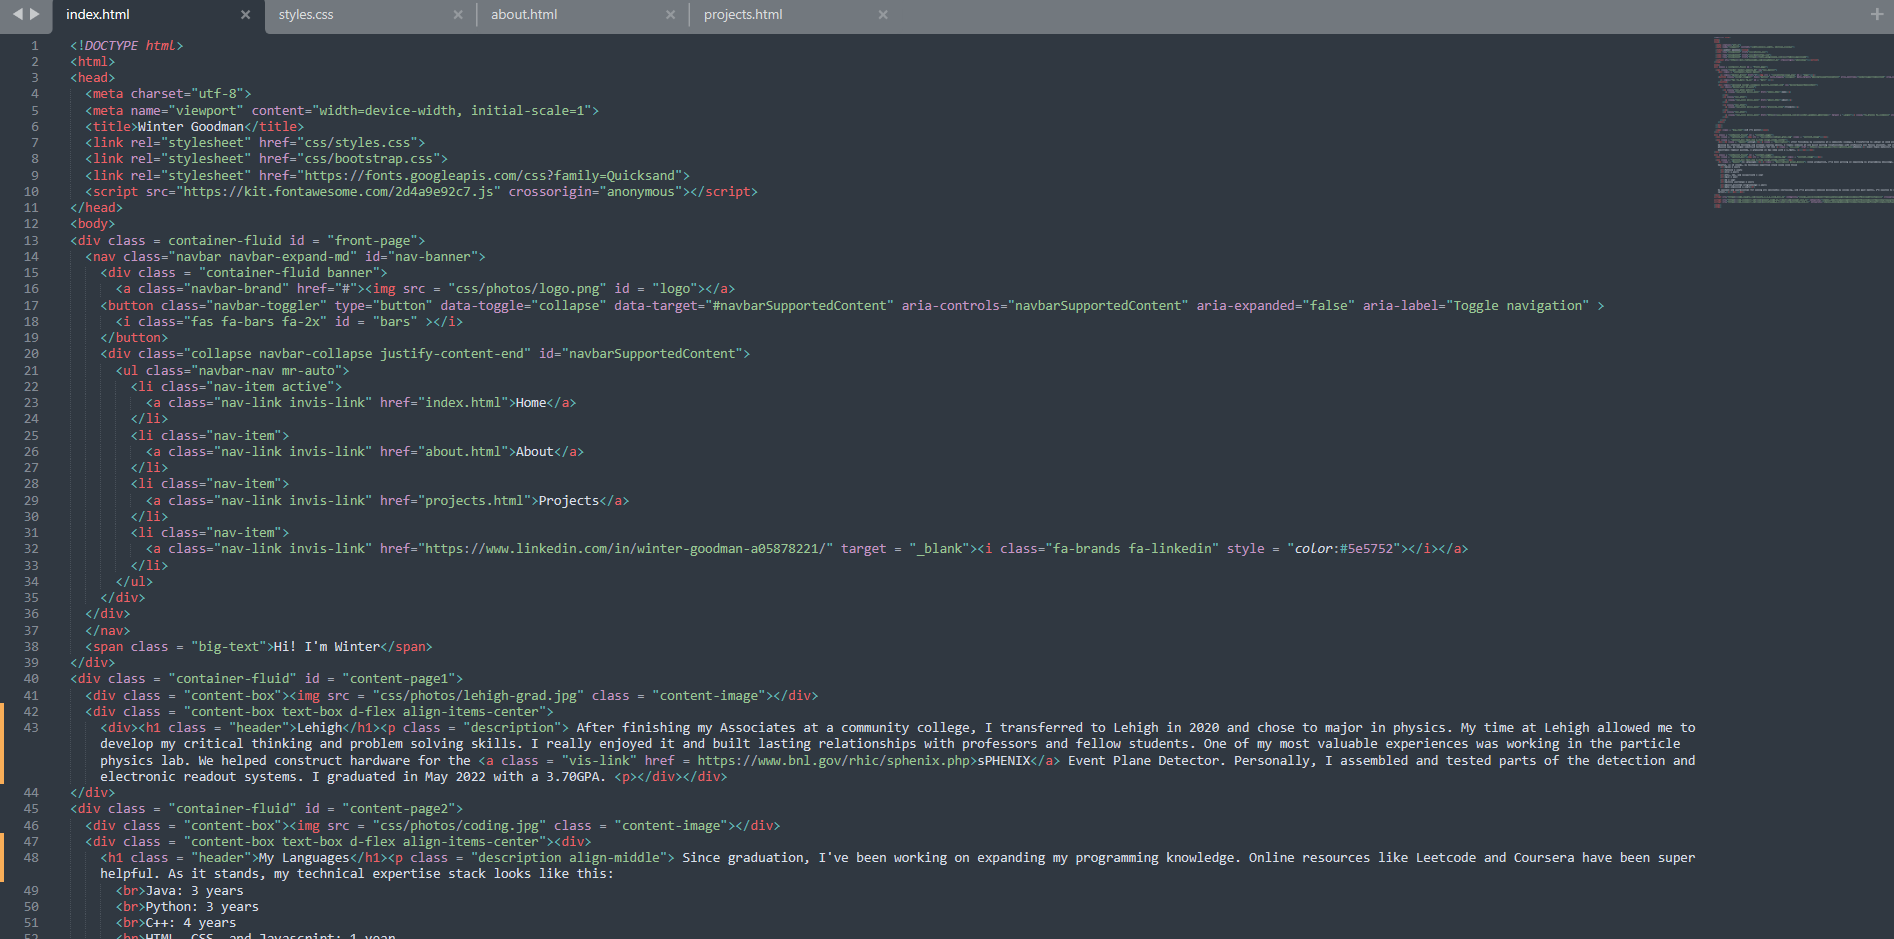 index.html × styles.css × about.html × projects.html × +
1 <!DOCTYPE html>
2 <html>
3 <head>
4 <meta charset="utf-8">
5 <meta name="viewport" content="width=device-width, initial-scale=1">
6 <title>Winter Goodman</title>
7 <link rel="stylesheet" href="css/styles.css">
8 <link rel="stylesheet" href="css/bootstrap.css">
9 <link rel="stylesheet" href="https://fonts.googleapis.com/css?family=Quicksand">
10 <script src="https://kit.fontawesome.com/2d4a9e92c7.js" crossorigin="anonymous"></script>
11 </head>
12 <body>
13 <div class = container-fluid id = "front-page">
14 <nav class="navbar navbar-expand-md" id="nav-banner">
15 <div class = "container-fluid banner">
16 <a class="navbar-brand" href="#"><img src = "css/photos/logo.png" id = "logo"></a>
17 <button class="navbar-toggler" type="button" data-toggle="collapse" data-target="#navbarSupportedContent" aria-controls="navbarSupportedContent" aria-expanded="false" aria-label="Toggle navigation" >
18 <i class="fas fa-bars fa-2x" id = "bars" ></i>
19 </button>
20 <div class="collapse navbar-collapse justify-content-end" id="navbarSupportedContent">
21 <ul class="navbar-nav mr-auto">
22 <li class="nav-item active">
23 <a class="nav-link invis-link" href="index.html">Home</a>
24 </li>
25 <li class="nav-item">
26 <a class="nav-link invis-link" href="about.html">About</a>
27 </li>
28 <li class="nav-item">
29 <a class="nav-link invis-link" href="projects.html">Projects</a>
30 </li>
31 <li class="nav-item">
32 <a class="nav-link invis-link" href="https://www.linkedin.com/in/winter-goodman-a05878221/" target = "_blank"><i class="fa-brands fa-linkedin" style = "color:#5e5752"></i></a>
33 </li>
34 </ul>
35 </div>
36 </div>
37 </nav>
38 <span class = "big-text">Hi! I'm Winter</span>
39 </div>
40 <div class = "container-fluid" id = "content-page1">
41 <div class = "content-box"><img src = "css/photos/lehigh-grad.jpg" class = "content-image"></div>
42 <div class = "content-box text-box d-flex align-items-center">
43 <div><h1 class = "header">Lehigh</h1><p class = "description"> After finishing my Associates at a community college, I transferred to Lehigh in 2020 and chose to major in physics. My time at Lehigh allowed me to
develop my critical thinking and problem solving skills. I really enjoyed it and built lasting relationships with professors and fellow students. One of my most valuable experiences was working in the particle
physics lab. We helped construct hardware for the <a class = "vis-link" href = https://www.bnl.gov/rhic/sphenix.php>sPHENIX</a> Event Plane Detector. Personally, I assembled and tested parts of the detection and
electronic readout systems. I graduated in May 2022 with a 3.70GPA. <p></div></div>
44 </div>
45 <div class = "container-fluid" id = "content-page2">
46 <div class = "content-box"><img src = "css/photos/coding.jpg" class = "content-image"></div>
47 <div class = "content-box text-box d-flex align-items-center"><div>
48 <h1 class = "header">My Languages</h1><p class = "description align-middle"> Since graduation, I've been working on expanding my programming knowledge. Online resources like Leetcode and Coursera have been super
helpful. As it stands, my technical expertise stack looks like this:
49 <br>Java: 3 years
50 <br>Python: 3 years
51 <br>C++: 4 years
52 <br>HTML, CSS, and Javascript: 1 year